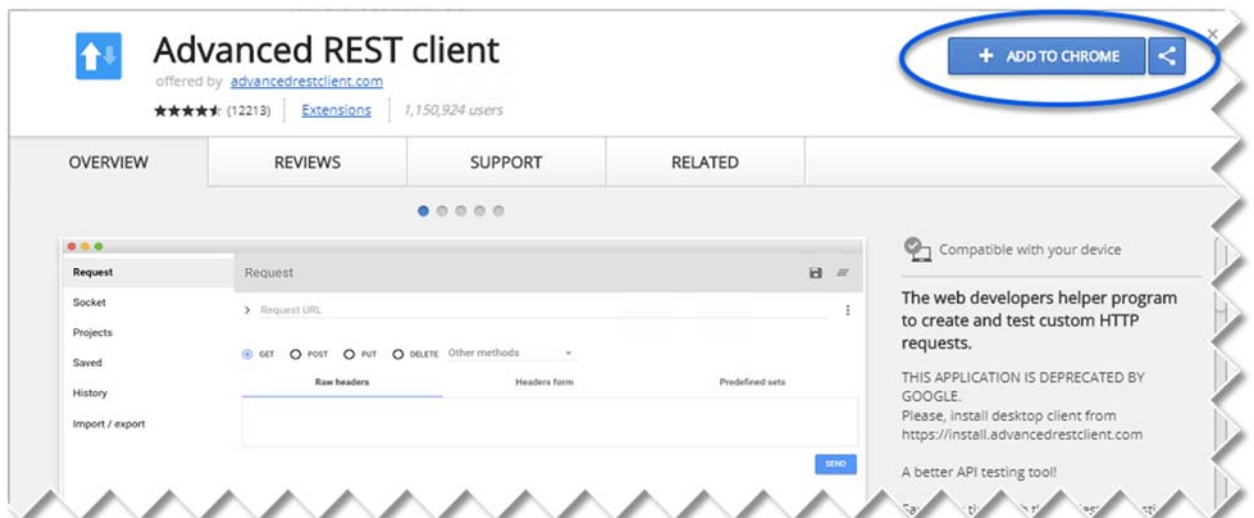 Advanced REST client
offered by advancedrestclient.com
(12213) Extensions 1,150,924 users
+ ADD TO CHROME
OVERVIEW REVIEWS SUPPORT RELATED
Request
Socket
Projects
Saved
History
Import / export
Request
> Request URL
GET POST PUT DELETE Other methods
Raw headers Headers form Predefined sets
SEND
Compatible with your device
The web developers helper program
to create and test custom HTTP
requests.
THIS APPLICATION IS DEPRECATED BY
GOOGLE.
Please, install desktop client from
https://install.advancedrestclient.com
A better API testing tool!